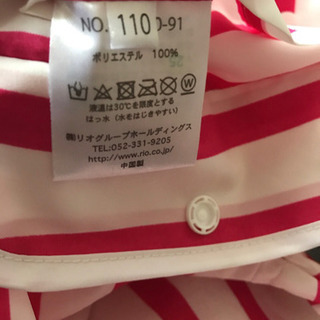 NO. 110 0-91
ポリエステル 100%
液温は30℃を限度とする
はっ水（水をはじきやすい）
㈱リオグループホールディングス
TEL:052-331-9205
http://www.rio.co.jp
中国製